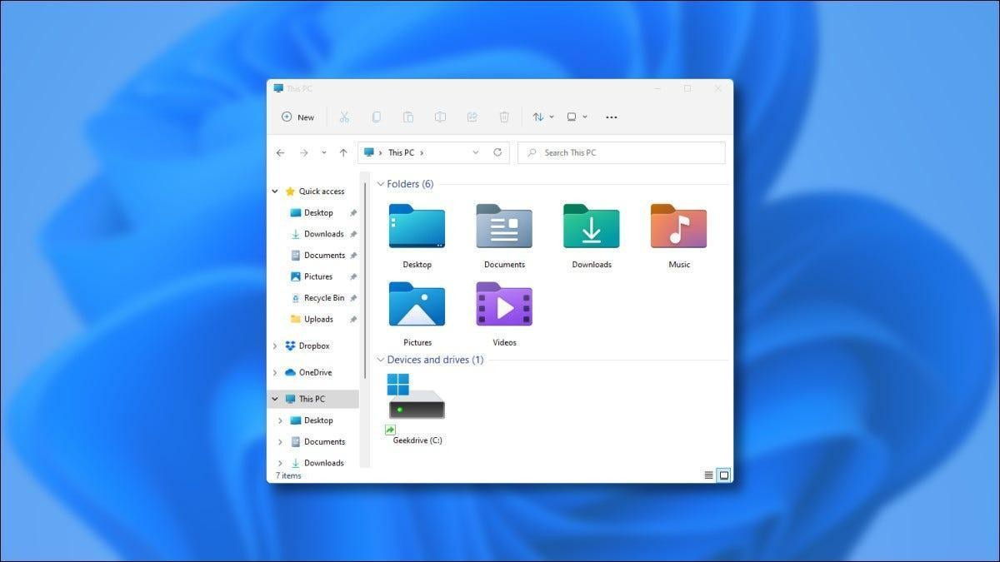 This PC
New
This PC
Search This PC
Quick access
Desktop
Downloads
Documents
Pictures
Recycle Bin
Uploads
Dropbox
OneDrive
This PC
Desktop
Documents
Downloads
Folders (6)
Desktop Documents Downloads Music
Pictures Videos
Devices and drives (1)
Geekdrive (C:)
7 items